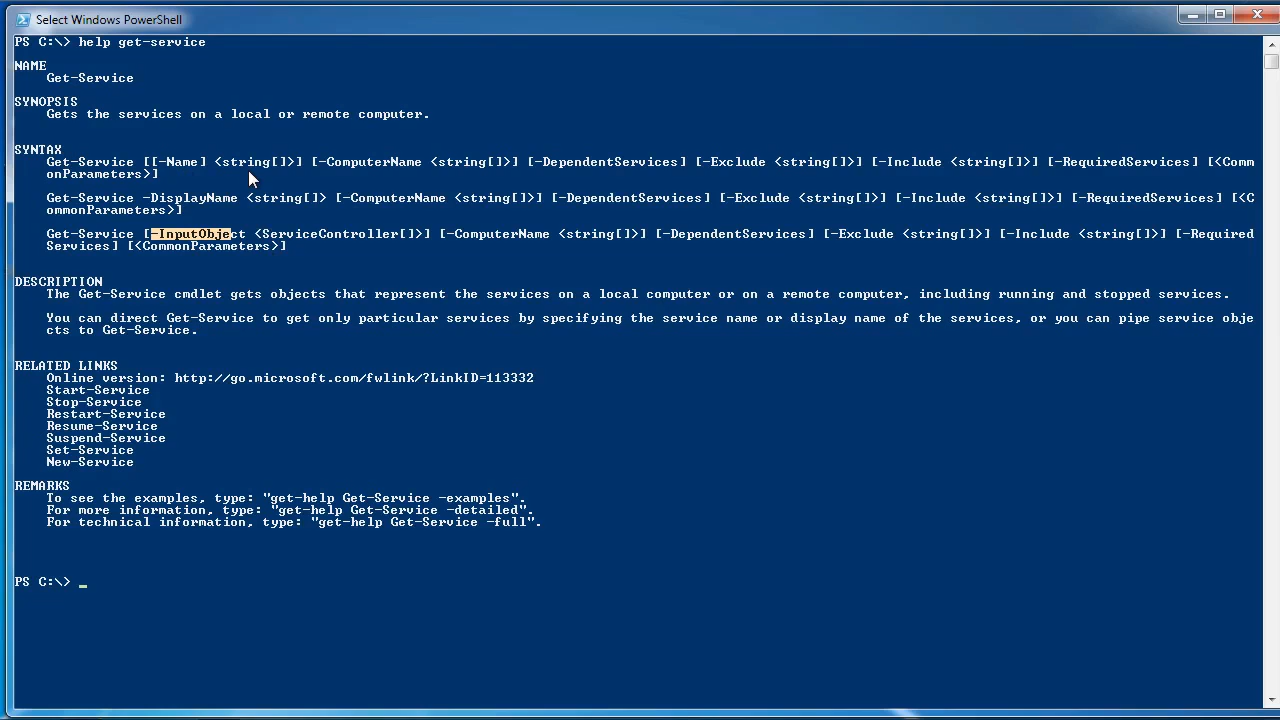 Select Windows PowerShell
PS C:\> help get-service
NAME
Get-Service
SYNOPSIS
Gets the services on a local or remote computer.
SYNTAX
Get-Service [[-Name] <string[]>] [-ComputerName <string[]>] [-DependentServices] [-Exclude <string[]>] [-Include <string[]>] [-RequiredServices] [<Comm
onParameters>]
Get-Service -DisplayName <string[]> [-ComputerName <string[]>] [-DependentServices] [-Exclude <string[]>] [-Include <string[]>] [-RequiredServices] [<C
ommonParameters>]
Get-Service [-InputObject <ServiceController[]>] [-ComputerName <string[]>] [-DependentServices] [-Exclude <string[]>] [-Include <string[]>] [-Required
Services] [<CommonParameters>]
DESCRIPTION
The Get-Service cmdlet gets objects that represent the services on a local computer or on a remote computer, including running and stopped services.
You can direct Get-Service to get only particular services by specifying the service name or display name of the services, or you can pipe service obje
cts to Get-Service.
RELATED LINKS
Online version: http://go.microsoft.com/fwlink/?LinkID=113332
Start-Service
Stop-Service
Restart-Service
Resume-Service
Suspend-Service
Set-Service
New-Service
REMARKS
To see the examples, type: "get-help Get-Service -examples".
For more information, type: "get-help Get-Service -detailed".
For technical information, type: "get-help Get-Service -full".
PS C:\> _